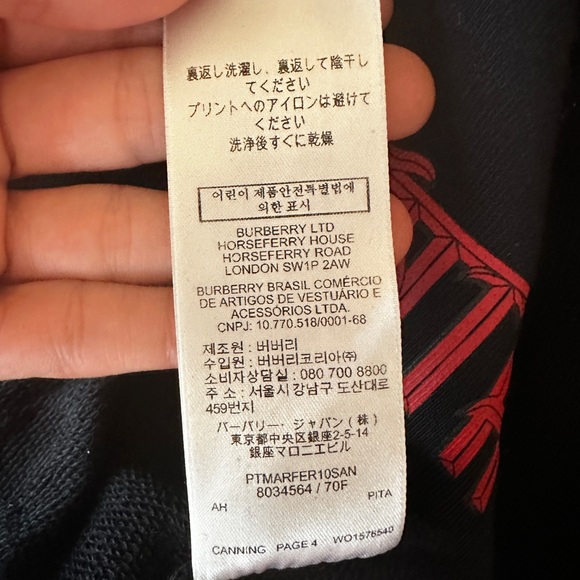 裏返し洗濯し、裏返して陰干し
てください
プリントへのアイロンは避けて
ください
洗浄後すぐに乾燥
어린이 제품안전특별법에
의한 표시
BURBERRY LTD
HORSEFERRY HOUSE
HORSEFERRY ROAD
LONDON SW1P 2AW
BURBERRY BRASIL COMÉRCIO
DE ARTIGOS DE VESTUÁRIO E
ACESSÓRIOS LTDA.
CNPJ: 10.770.518/0001-68
제조원 : 버버리
수입원 : 버버리코리아(주)
소비자상담실 : 080 700 8800
주 소 : 서울시 강남구 도산대로
459번지
バーバリー・ジャパン(株)
東京都中央区銀座2-5-14
銀座マロニエビル
PTMARFER10SAN
8034564 / 70F
AH PITA
CANNING PAGE 4 WO1576540